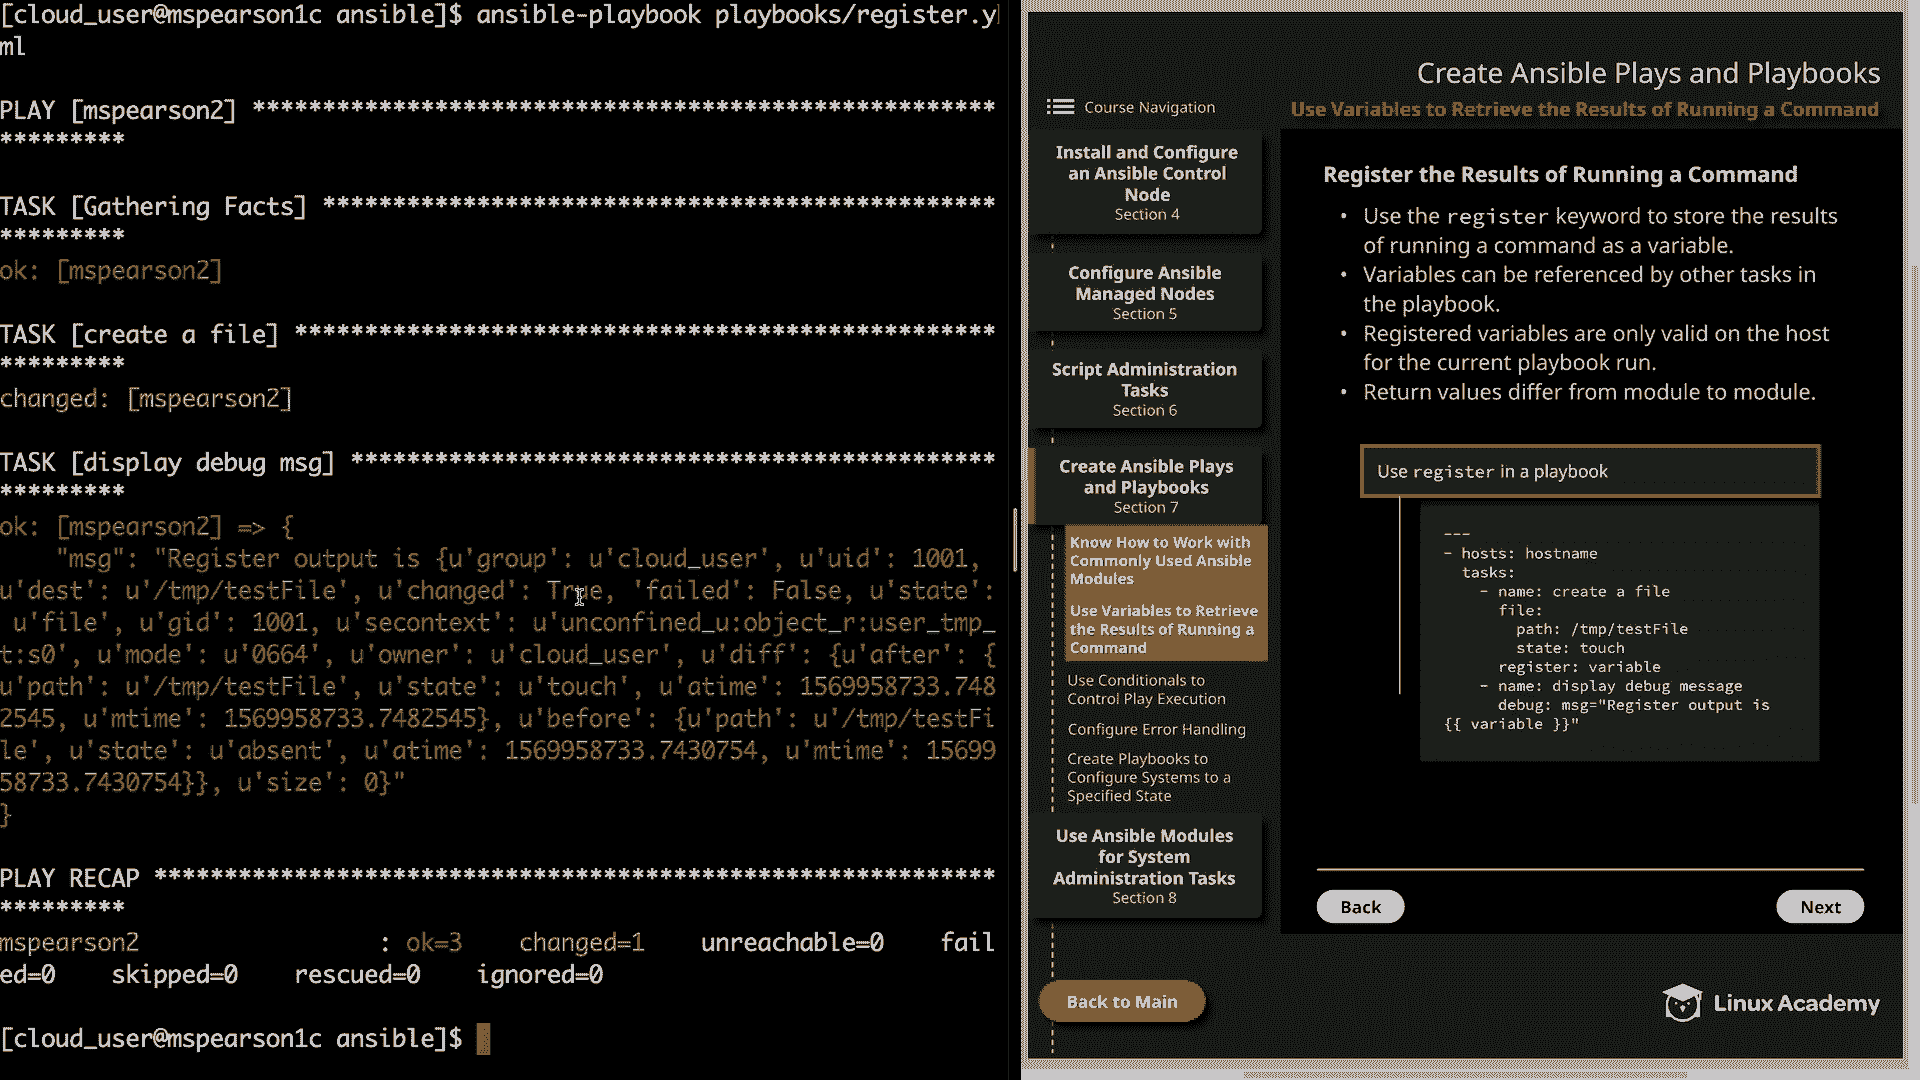 [cloud_user@mspearson1c ansible]$ ansible-playbook playbooks/register.y
ml
PLAY [mspearson2] *****************************************************
*********
TASK [Gathering Facts] ************************************************
*********
ok: [mspearson2]
TASK [create a file] **************************************************
*********
changed: [mspearson2]
TASK [display debug msg] **********************************************
*********
ok: [mspearson2] => {
    "msg": "Register output is {u'group': u'cloud_user', u'uid': 1001,
u'dest': u'/tmp/testFile', u'changed': True, 'failed': False, u'state':
 u'file', u'gid': 1001, u'secontext': u'unconfined_u:object_r:user_tmp_
t:s0', u'mode': u'0664', u'owner': u'cloud_user', u'diff': {u'after': {
u'path': u'/tmp/testFile', u'state': u'touch', u'atime': 1569958733.748
2545, u'mtime': 1569958733.7482545}, u'before': {u'path': u'/tmp/testFi
le', u'state': u'absent', u'atime': 1569958733.7430754, u'mtime': 15699
58733.7430754}}, u'size': 0}"
}
PLAY RECAP ************************************************************
*********
mspearson2                 : ok=3    changed=1    unreachable=0    fail
ed=0    skipped=0    rescued=0    ignored=0
[cloud_user@mspearson1c ansible]$
Create Ansible Plays and Playbooks
Use Variables to Retrieve the Results of Running a Command
Course Navigation
Install and Configure
an Ansible Control
Node
Section 4
Configure Ansible
Managed Nodes
Section 5
Script Administration
Tasks
Section 6
Create Ansible Plays
and Playbooks
Section 7
Know How to Work with
Commonly Used Ansible
Modules
Use Variables to Retrieve
the Results of Running a
Command
Use Conditionals to
Control Play Execution
Configure Error Handling
Create Playbooks to
Configure Systems to a
Specified State
Use Ansible Modules
for System
Administration Tasks
Section 8
Back to Main
Register the Results of Running a Command
• Use the register keyword to store the results
of running a command as a variable.
• Variables can be referenced by other tasks in
the playbook.
• Registered variables are only valid on the host
for the current playbook run.
• Return values differ from module to module.
Use register in a playbook
---
- hosts: hostname
  tasks:
    - name: create a file
      file:
        path: /tmp/testFile
        state: touch
      register: variable
    - name: display debug message
      debug: msg="Register output is
{{ variable }}"
Back
Next
Linux Academy